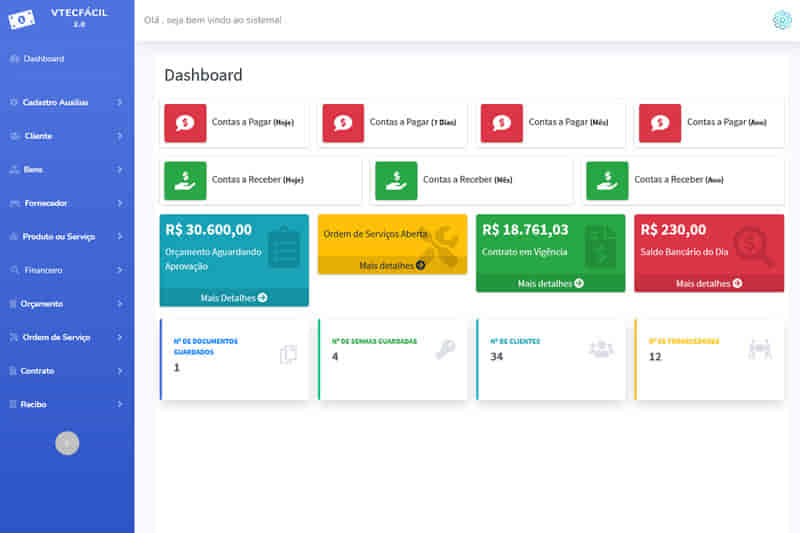 VTECFÁCIL
2.0
Olá , seja bem vindo ao sistema!
Dashboard
Cadastro Auxilias
Cliente
Bens
Fornecedor
Produto ou Serviço
Financeiro
Orçamento
Ordem de Serviço
Contrato
Recibo
Dashboard
Contas a Pagar (Hoje)
Contas a Pagar (7 Dias)
Contas a Pagar (Mês)
Contas a Pagar (Ano)
Contas a Receber (Hoje)
Contas a Receber (Mês)
Contas a Receber (Ano)
R$ 30.600,00
Orçamento Aguardando
Aprovação
Mais Detalhes
Ordem de Serviços Aberta
Mais detalhes
R$ 18.761,03
Contrato em Vigência
Mais detalhes
R$ 230,00
Saldo Bancário do Dia
Mais detalhes
Nº DE DOCUMENTOS
GUARDADOS
1
Nº DE SENHAS GUARDADAS
4
Nº DE CLIENTES
34
Nº DE FORNECEDORES
12